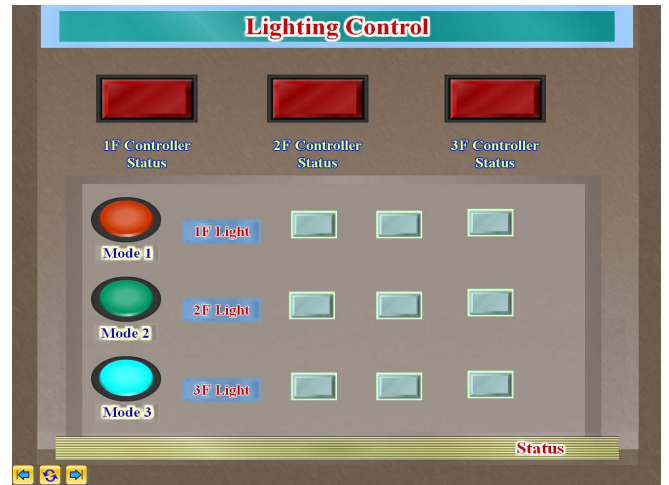 Lighting Control
1F Controller
Status
2F Controller
Status
3F Controller
Status
Mode 1
1F Light
Mode 2
2F Light
Mode 3
3F Light
Status